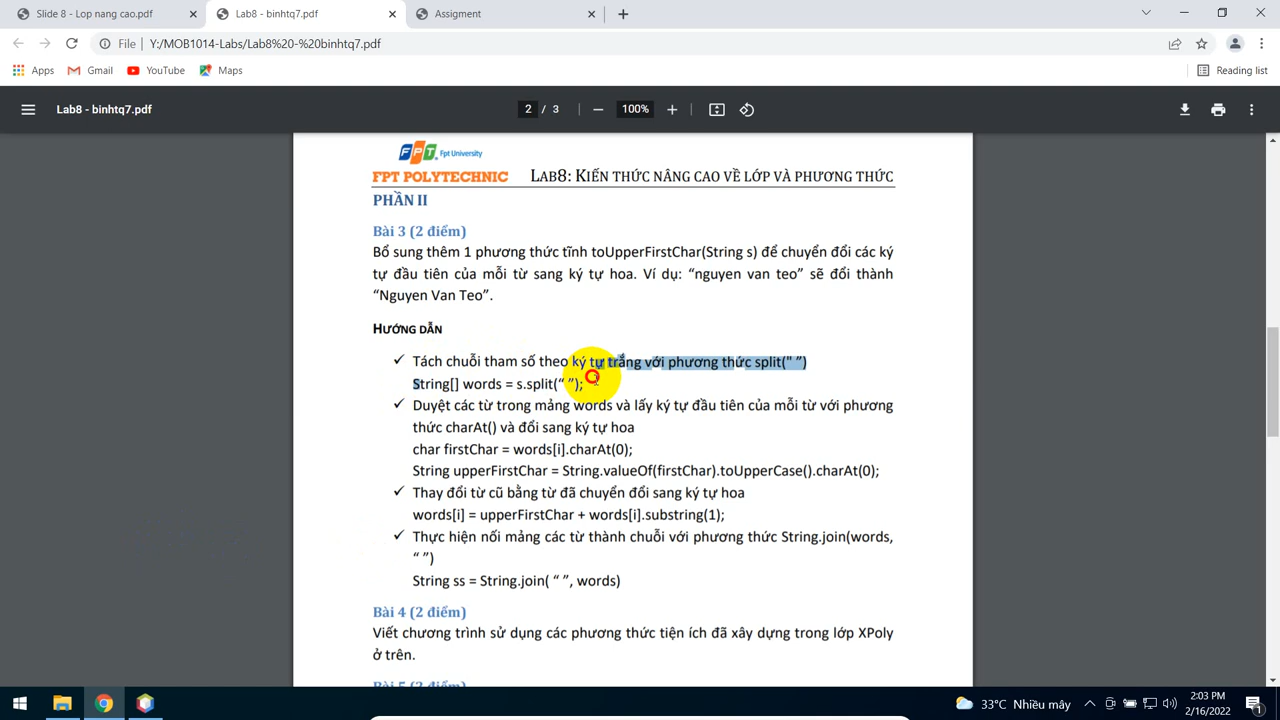 Slide 8 - Lop nang cao.pdf
Lab8 - binhtq7.pdf
Assigment
File
Y:/MOB1014-Labs/Lab8%20-%20binhtq7.pdf
Apps
Gmail
YouTube
Maps
Reading list
Lab8 - binhtq7.pdf
2 / 3
100%
FPT Fpt University
FPT POLYTECHNIC
LAB8: KIẾN THỨC NÂNG CAO VỀ LỚP VÀ PHƯƠNG THỨC
PHẦN II
Bài 3 (2 điểm)
Bổ sung thêm 1 phương thức tĩnh toUpperFirstChar(String s) để chuyển đổi các ký
tự đầu tiên của mỗi từ sang ký tự hoa. Ví dụ: “nguyen van teo” sẽ đổi thành
“Nguyen Van Teo”.
HƯỚNG DẪN
✓ Tách chuỗi tham số theo ký tự trắng với phương thức split(" ”)
String[] words = s.split(“ ”);
✓ Duyệt các từ trong mảng words và lấy ký tự đầu tiên của mỗi từ với phương
thức charAt() và đổi sang ký tự hoa
char firstChar = words[i].charAt(0);
String upperFirstChar = String.valueOf(firstChar).toUpperCase().charAt(0);
✓ Thay đổi từ cũ bằng từ đã chuyển đổi sang ký tự hoa
words[i] = upperFirstChar + words[i].substring(1);
✓ Thực hiện nối mảng các từ thành chuỗi với phương thức String.join(words,
“ ”)
String ss = String.join( “ ”, words)
Bài 4 (2 điểm)
Viết chương trình sử dụng các phương thức tiện ích đã xây dựng trong lớp XPoly
ở trên.
Bài 5 (2 điểm)
33°C Nhiều mây
2:03 PM
2/16/2022
1